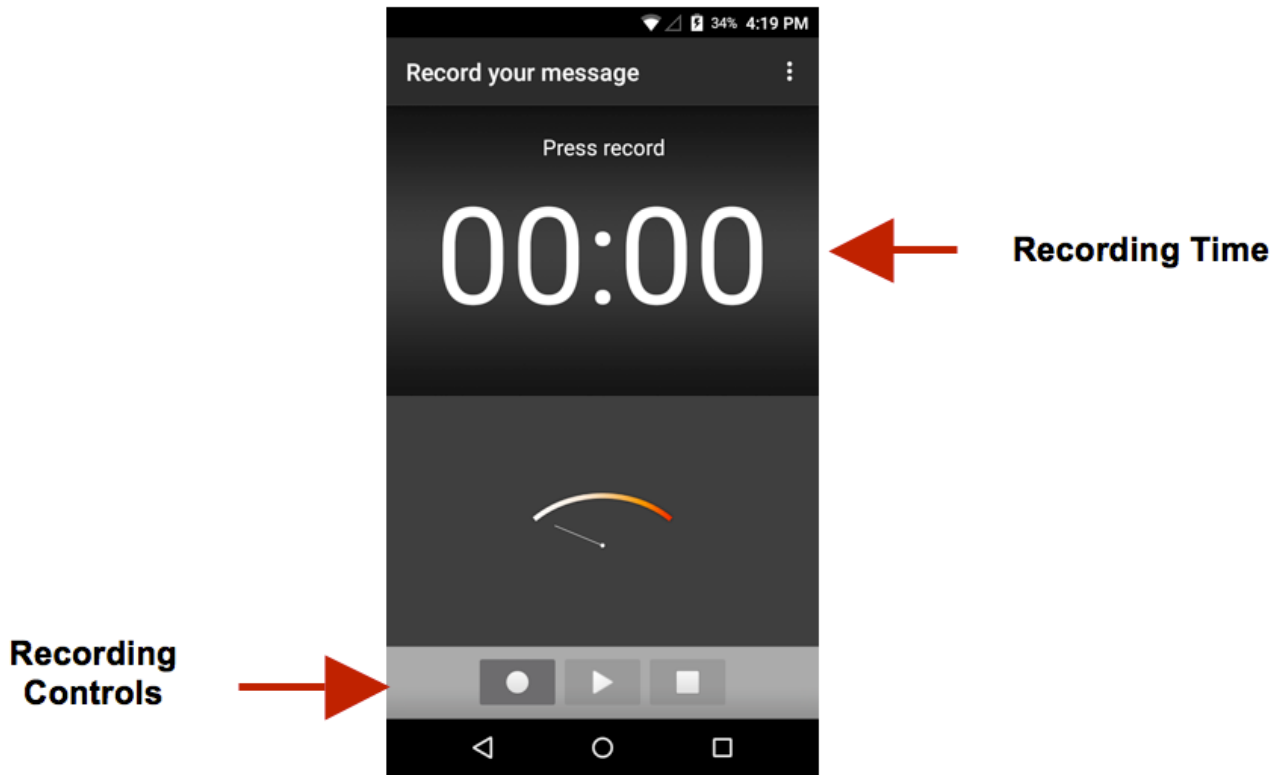 34% 4:19 PM
Record your message
Press record
00:00
Recording Time
Recording
Controls